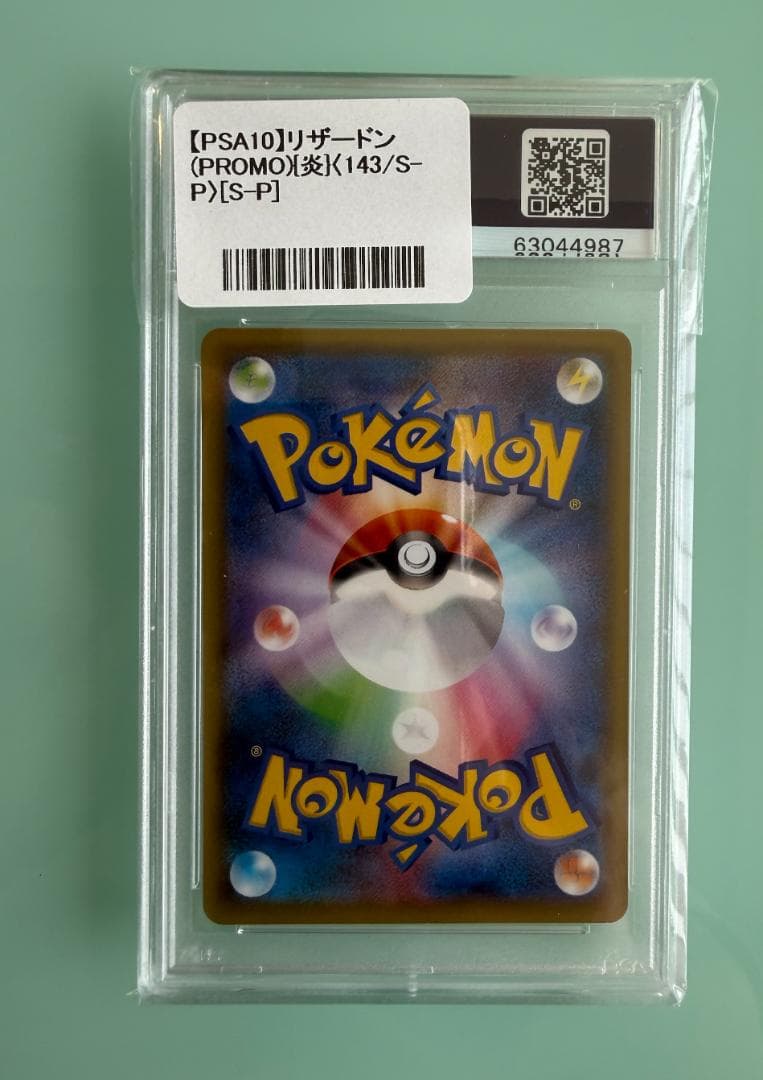 【PSA10】リザードン
(PROMO){炎}〈143/S-
P〉[S-P]
63044987
POKéMON
®
®
POKéMON